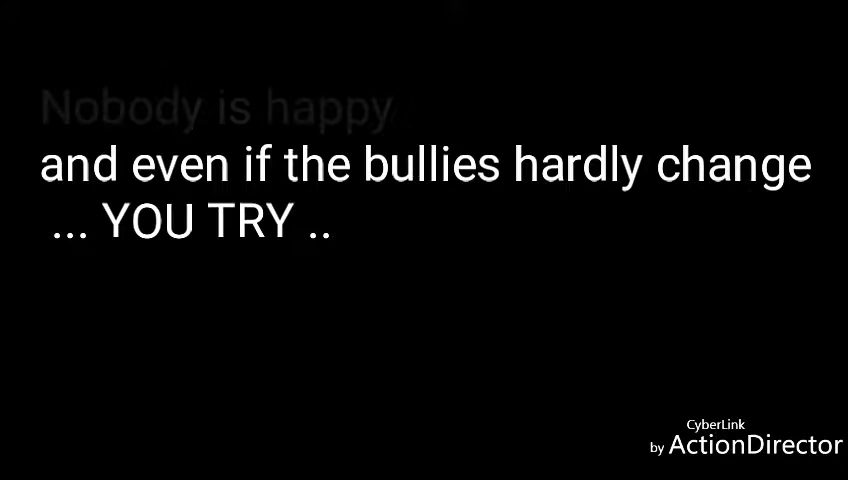 Nobody is happy
and even if the bullies hardly change
... YOU TRY ..
CyberLink
by ActionDirector